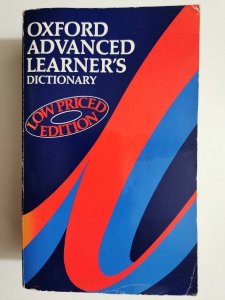 OXFORD
ADVANCED
LEARNER'S
DICTIONARY
LOW PRICED
EDITION